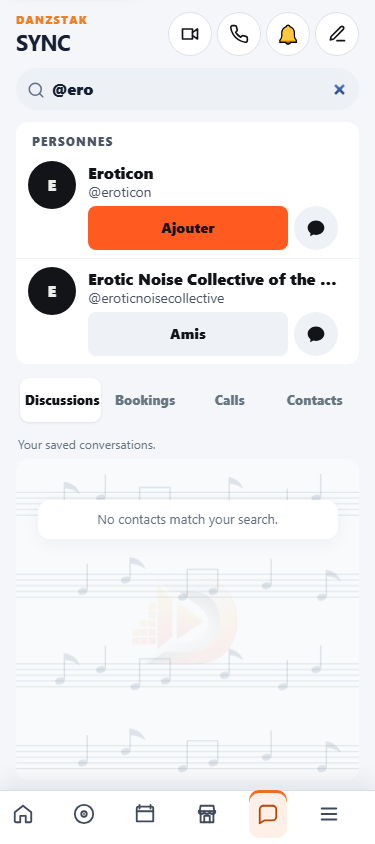 DANZSTAK
SYNC
@ero
PERSONNES
E
Eroticon
@eroticon
Ajouter
E
Erotic Noise Collective of the ...
@eroticnoisecollective
Amis
Discussions Bookings Calls Contacts
Your saved conversations.
No contacts match your search.